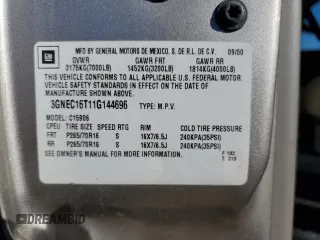 GM
MFD BY GENERAL MOTORS DE MEXICO, S. DE R.L. DE C.V. 09/00
GVWR GAWR FRT GAWR RR
3175KG(7000LB) 1452KG(3200LB) 1814KG(4000LB)
THIS VEHICLE CONFORMS TO ALL APPLICABLE U.S. FEDERAL MOTOR
VEHICLE SAFETY AND THEFT PREVENTION STANDARDS IN
EFFECT ON THE DATE OF MANUFACTURE SHOWN ABOVE.
3GNEC16T11G144696 TYPE: M.P.V.
MODEL: C15906
TIRE SIZE SPEED RTG RIM COLD TIRE PRESSURE
FRT P265/70R16 S 16X7/6.5J 240KPA(35PSI)
RR P265/70R16 S 16X7/6.5J 240KPA(35PSI)
SEE OWNER'S MANUAL FOR MORE INFORMATION.
DREAMBID